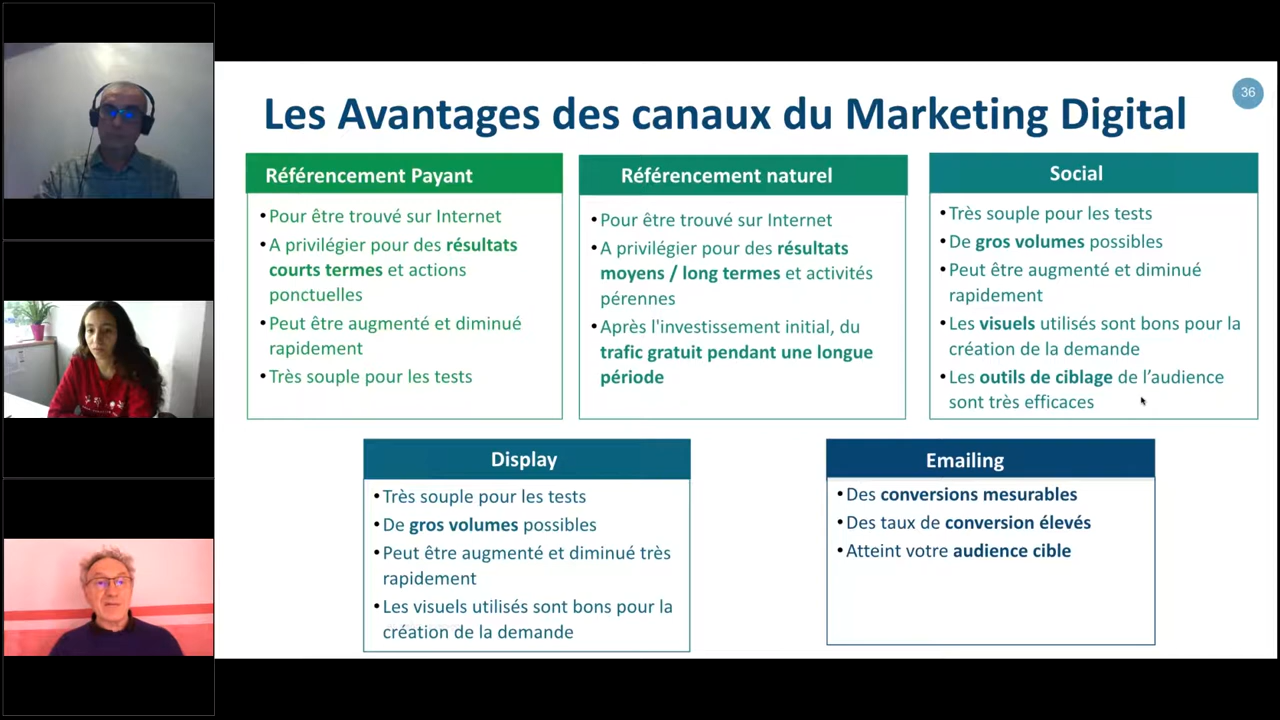 36
Les Avantages des canaux du Marketing Digital
Référencement Payant
•Pour être trouvé sur Internet
•A privilégier pour des résultats
courts termes et actions
ponctuelles
•Peut être augmenté et diminué
rapidement
•Très souple pour les tests
Référencement naturel
•Pour être trouvé sur Internet
•A privilégier pour des résultats
moyens / long termes et activités
pérennes
•Après l'investissement initial, du
trafic gratuit pendant une longue
période
Social
•Très souple pour les tests
•De gros volumes possibles
•Peut être augmenté et diminué
rapidement
•Les visuels utilisés sont bons pour la
création de la demande
•Les outils de ciblage de l’audience
sont très efficaces
Display
•Très souple pour les tests
•De gros volumes possibles
•Peut être augmenté et diminué très
rapidement
•Les visuels utilisés sont bons pour la
création de la demande
Emailing
•Des conversions mesurables
•Des taux de conversion élevés
•Atteint votre audience cible